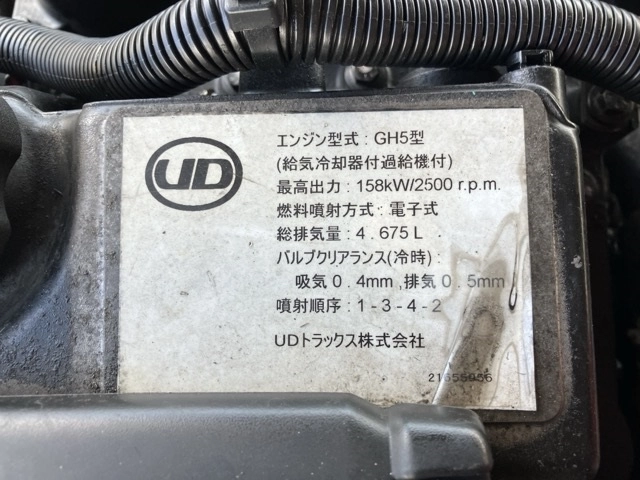 UD
エンジン型式 : GH5型
(給気冷却器付過給機付)
最高出力 : 158kW/2500 r.p.m.
燃料噴射方式: 電子式
総排気量 : 4.675L
バルブクリアランス(冷時) :
吸気0.4mm,排気0.5mm
噴射順序 : 1-3-4-2
UDトラックス株式会社